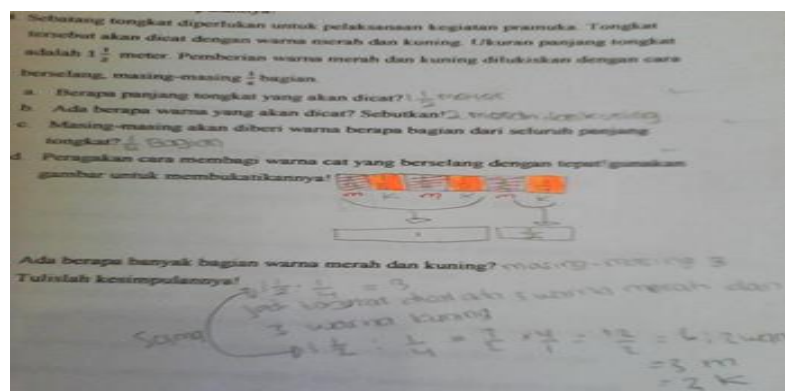 Sebatang tongkat diperlukan untuk pelaksanaan kegiatan pramuka. Tongkat
tersebut akan dicat dengan warna merah dan kuning. Ukuran panjang tongkat
adalah 1 1/2 meter. Pemberian warna merah dan kuning dilukiskan dengan cara
berselang, masing-masing 1/4 bagian.
a. Berapa panjang tongkat yang akan dicat? 1 1/2 meter
b. Ada berapa warna yang akan dicat? Sebutkan! 2 merah kuning
c. Masing-masing akan diberi warna berapa bagian dari seluruh panjang
tongkat? 1/4 Bagian
d. Peragakan cara membagi warna cat yang berselang dengan tepat! gunakan
gambar untuk membuktikannya!
m k m k m k
1 1/2
Ada berapa banyak bagian warna merah dan kuning? masing-masing 3
Tulislah kesimpulannya!
1 1/2 : 1/4 = 3
jadi tongkat dicat 3 warna merah dan
3 warna kuning
Sama
1 1/2 : 1/4 = 3/2 × 4/1 = 12/2 = 6 : 2
= 3 m
= 3 k